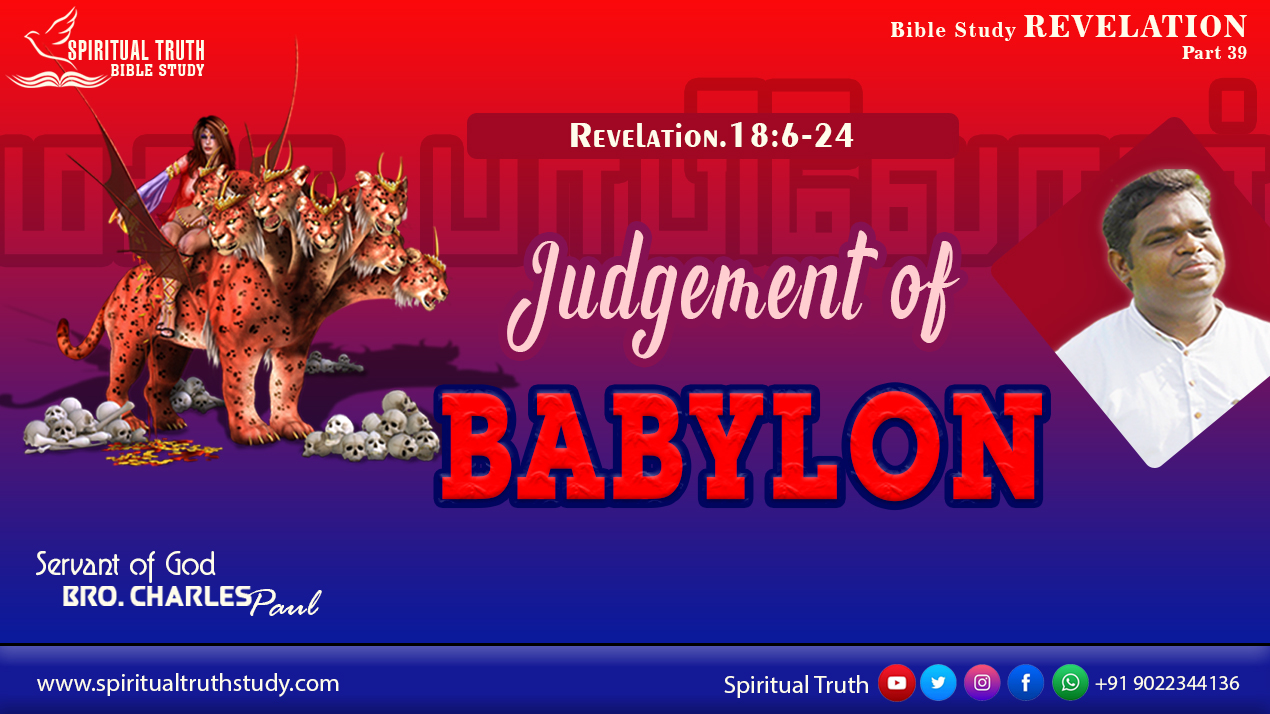 SPIRITUAL TRUTH
BIBLE STUDY
Bible Study REVELATION
Part 39
மகா பாபிலோன்
Revelation.18:6-24
Judgement of
BABYLON
Servant of God
BRO. CHARLES Paul
www.spiritualtruthstudy.com
Spiritual Truth
+91 9022344136